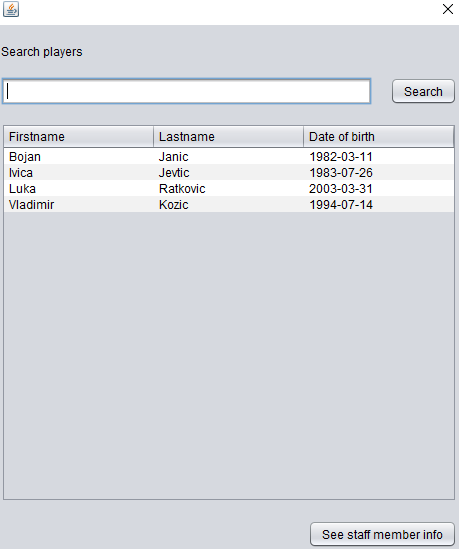 Search players
Search
Firstname Lastname Date of birth
Bojan Janic 1982-03-11
Ivica Jevtic 1983-07-26
Luka Ratkovic 2003-03-31
Vladimir Kozic 1994-07-14
See staff member info